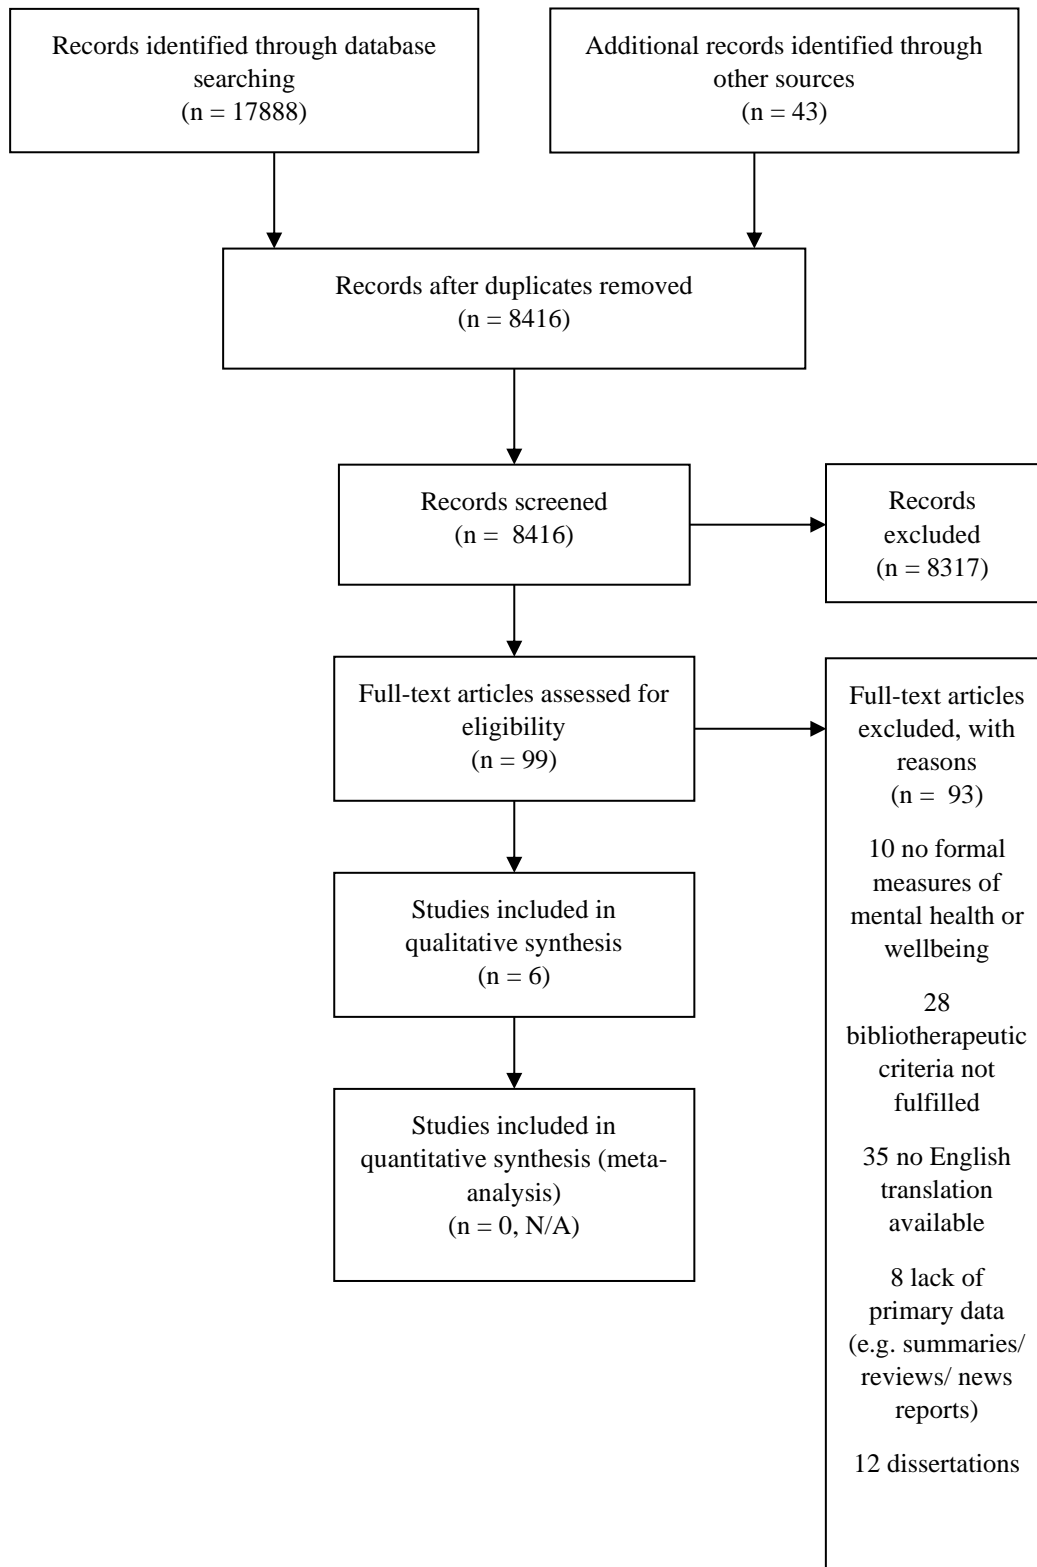 Records identified through database
searching
(n = 17888)
Additional records identified through
other sources
(n = 43)
Records after duplicates removed
(n = 8416)
Records screened
(n =  8416)
Records
excluded
(n = 8317)
Full-text articles assessed for
eligibility
(n = 99)
Full-text articles
excluded, with
reasons
(n =  93)
10 no formal
measures of
mental health or
wellbeing
28
bibliotherapeutic
criteria not
fulfilled
35 no English
translation
available
8 lack of
primary data
(e.g. summaries/
reviews/ news
reports)
12 dissertations
Studies included in
qualitative synthesis
(n = 6)
Studies included in
quantitative synthesis (meta-
analysis)
(n = 0, N/A)